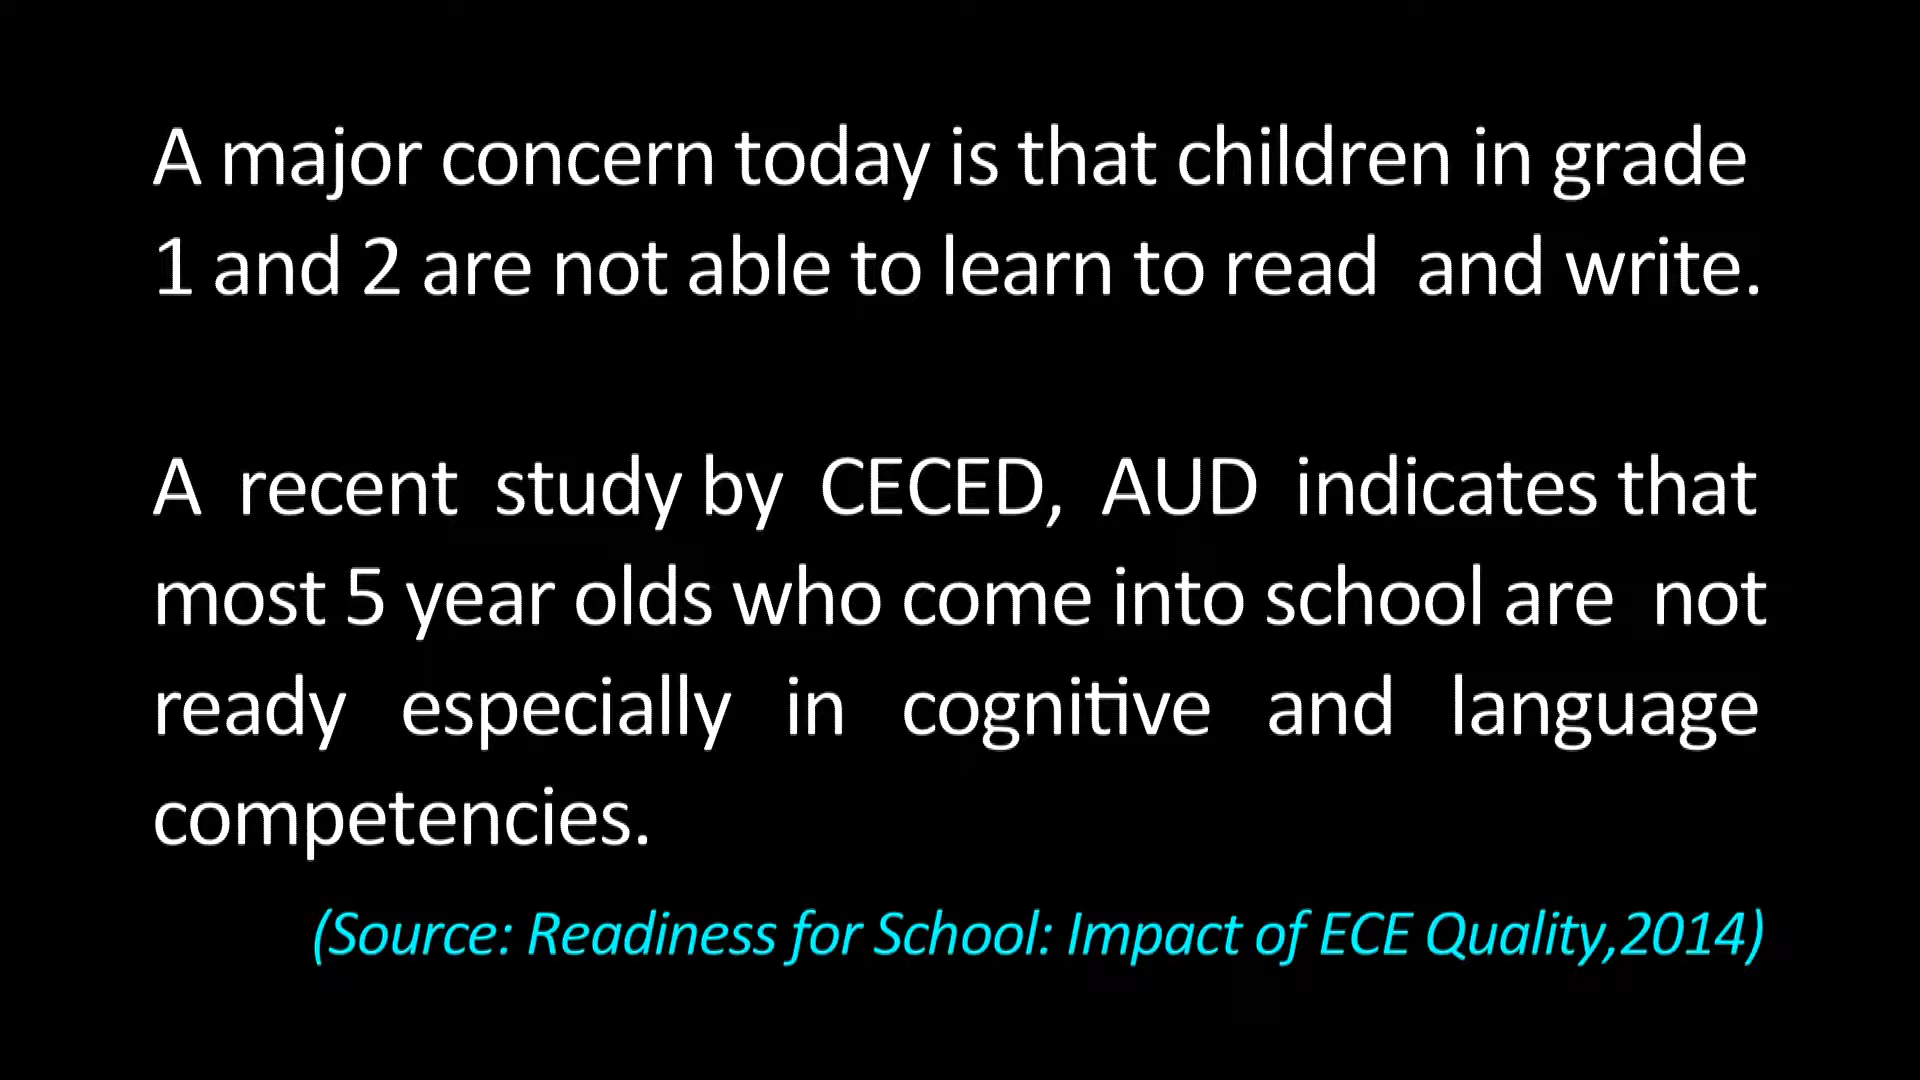 A major concern today is that children in grade
1 and 2 are not able to learn to read and write.
A recent study by CECED, AUD indicates that
most 5 year olds who come into school are not
ready especially in cognitive and language
competencies.
(Source: Readiness for School: Impact of ECE Quality,2014)